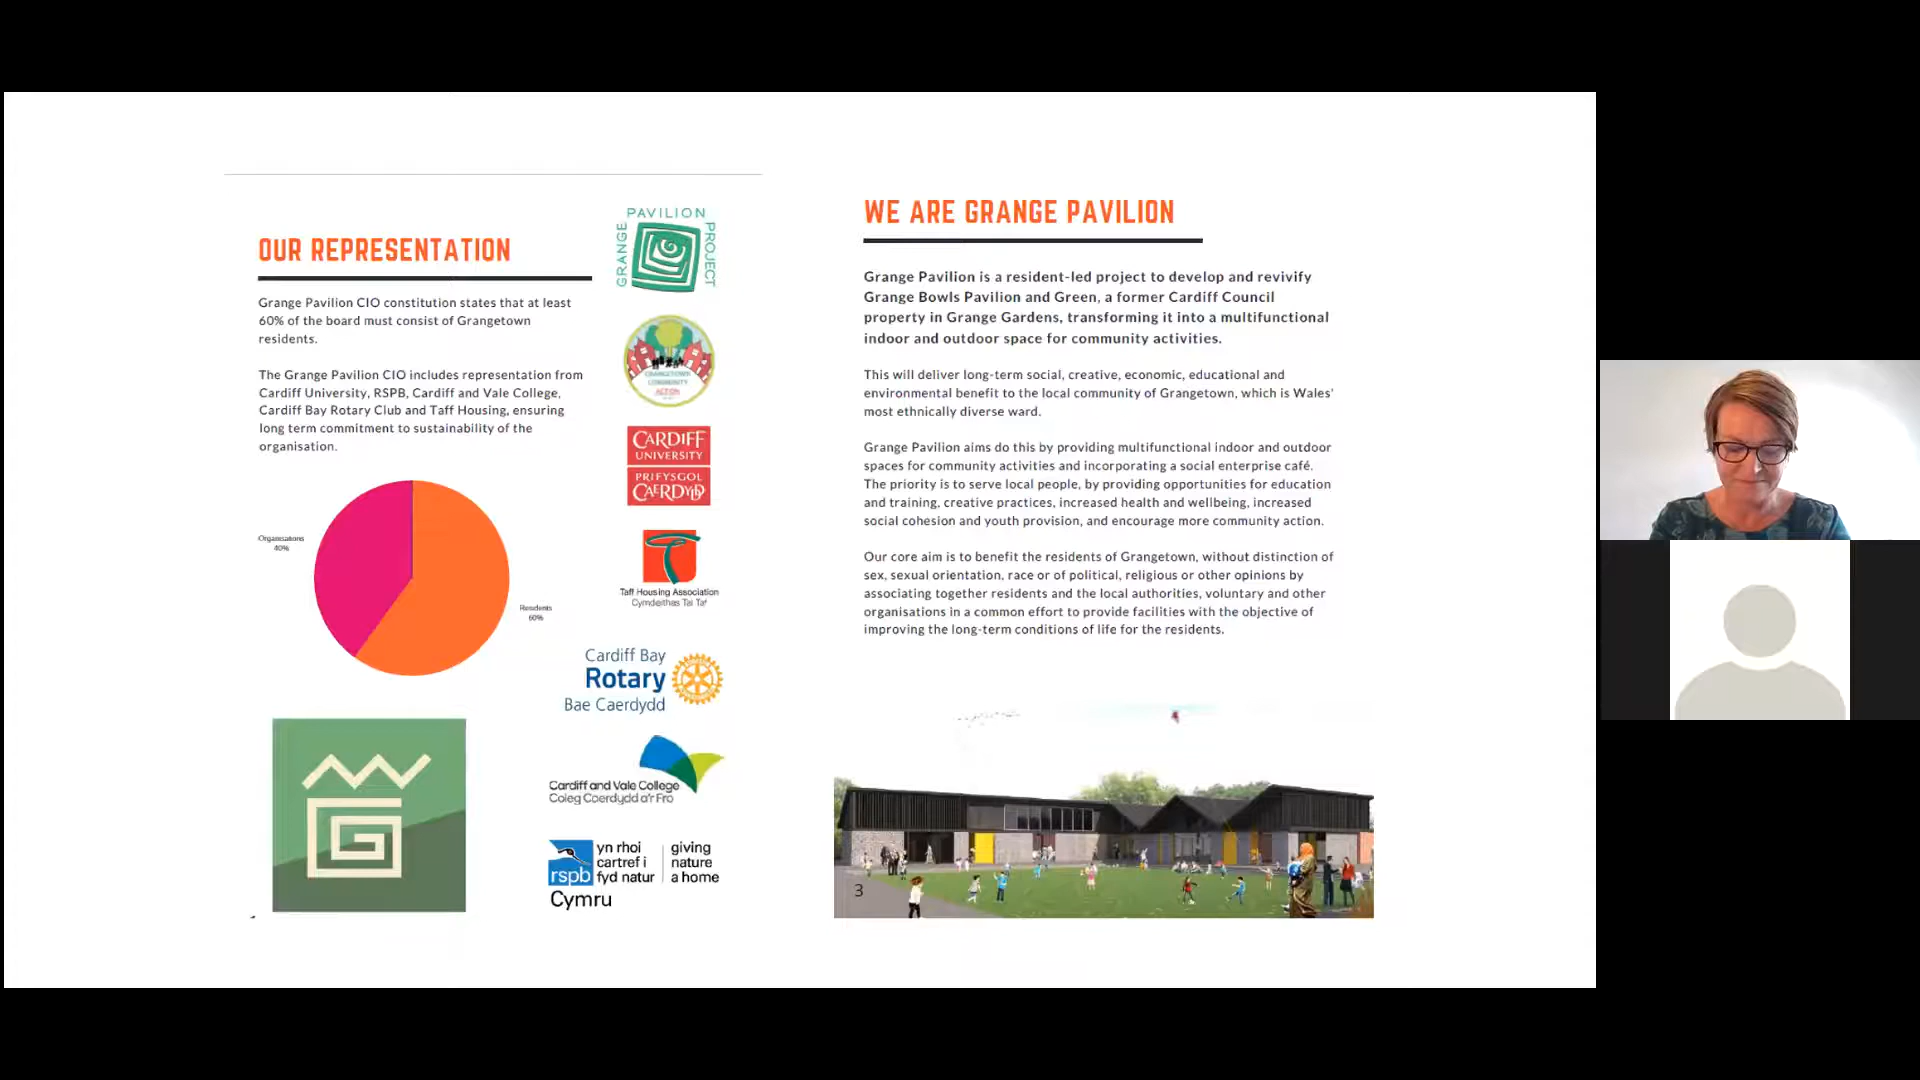 OUR REPRESENTATION
Grange Pavilion CIO constitution states that at least
60% of the board must consist of Grangetown
residents.
The Grange Pavilion CIO includes representation from
Cardiff University, RSPB, Cardiff and Vale College,
Cardiff Bay Rotary Club and Taff Housing, ensuring
long term commitment to sustainability of the
organisation.
Organisations
40%
Residents
60%
GRANGE
PAVILION
PROJECT
GRANGETOWN
COMMUNITY
ACTION
CARDIFF
UNIVERSITY
PRIFYSGOL
CAERDYDD
Taff Housing Association
Cymdeithas Tai Taf
Cardiff Bay
Rotary
Bae Caerdydd
Cardiff and Vale College
Coleg Caerdydd a'r Fro
rspb
Cymru
yn rhoi
cartref i
fyd natur
giving
nature
a home
WE ARE GRANGE PAVILION
Grange Pavilion is a resident-led project to develop and revivify
Grange Bowls Pavilion and Green, a former Cardiff Council
property in Grange Gardens, transforming it into a multifunctional
indoor and outdoor space for community activities.
This will deliver long-term social, creative, economic, educational and
environmental benefit to the local community of Grangetown, which is Wales'
most ethnically diverse ward.
Grange Pavilion aims do this by providing multifunctional indoor and outdoor
spaces for community activities and incorporating a social enterprise café.
The priority is to serve local people, by providing opportunities for education
and training, creative practices, increased health and wellbeing, increased
social cohesion and youth provision, and encourage more community action.
Our core aim is to benefit the residents of Grangetown, without distinction of
sex, sexual orientation, race or of political, religious or other opinions by
associating together residents and the local authorities, voluntary and other
organisations in a common effort to provide facilities with the objective of
improving the long-term conditions of life for the residents.
3